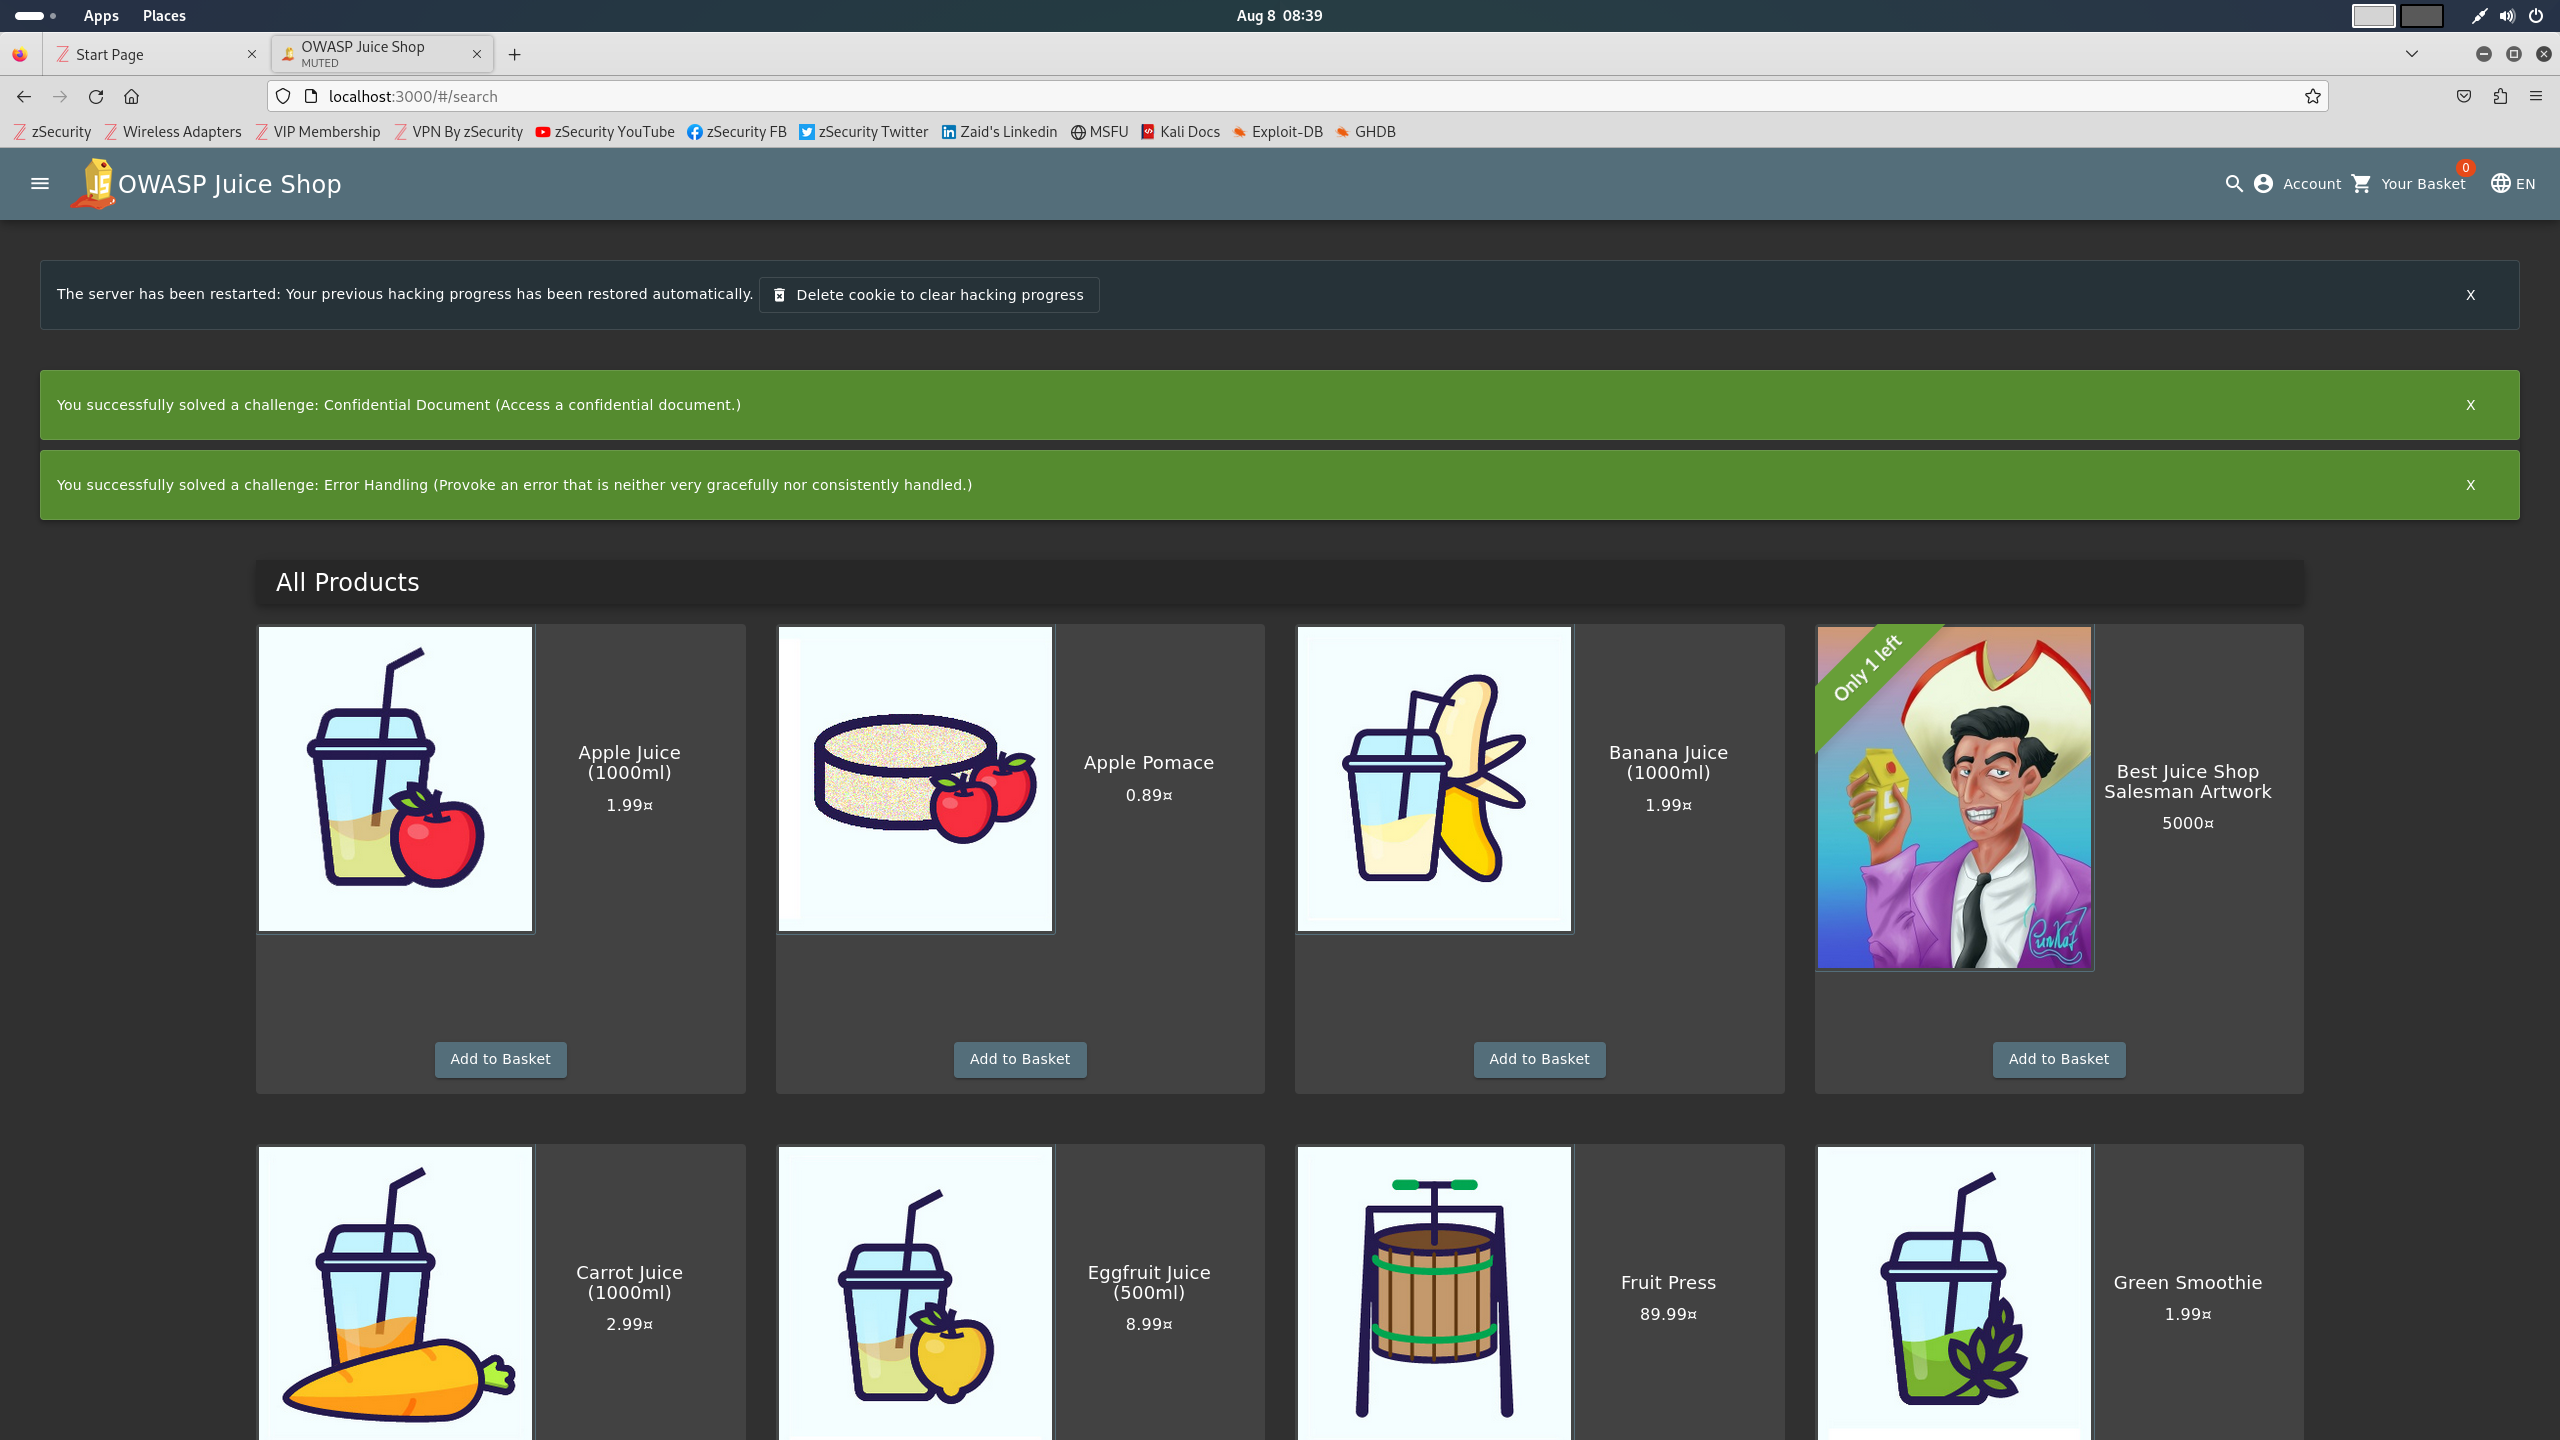 Apps Places Aug 8 08:39
Start Page
OWASP Juice Shop
MUTED
localhost:3000/#/search
zSecurity Wireless Adapters VIP Membership VPN By zSecurity zSecurity YouTube zSecurity FB zSecurity Twitter Zaid's Linkedin MSFU Kali Docs Exploit-DB GHDB
OWASP Juice Shop Account Your Basket 0 EN
The server has been restarted: Your previous hacking progress has been restored automatically. Delete cookie to clear hacking progress X
You successfully solved a challenge: Confidential Document (Access a confidential document.) X
You successfully solved a challenge: Error Handling (Provoke an error that is neither very gracefully nor consistently handled.) X
All Products
Apple Juice
(1000ml)
1.99¤
Add to Basket
Apple Pomace
0.89¤
Add to Basket
Banana Juice
(1000ml)
1.99¤
Add to Basket
Only 1 left
Best Juice Shop
Salesman Artwork
5000¤
Add to Basket
Carrot Juice
(1000ml)
2.99¤
Eggfruit Juice
(500ml)
8.99¤
Fruit Press
89.99¤
Green Smoothie
1.99¤